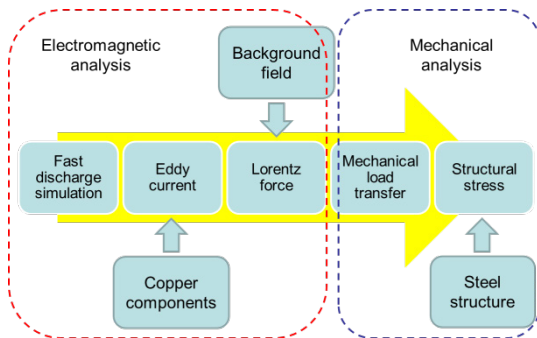 Electromagnetic
analysis
Background
field
Mechanical
analysis
Fast
discharge
simulation
Eddy
current
Lorentz
force
Mechanical
load
transfer
Structural
stress
Copper
components
Steel
structure